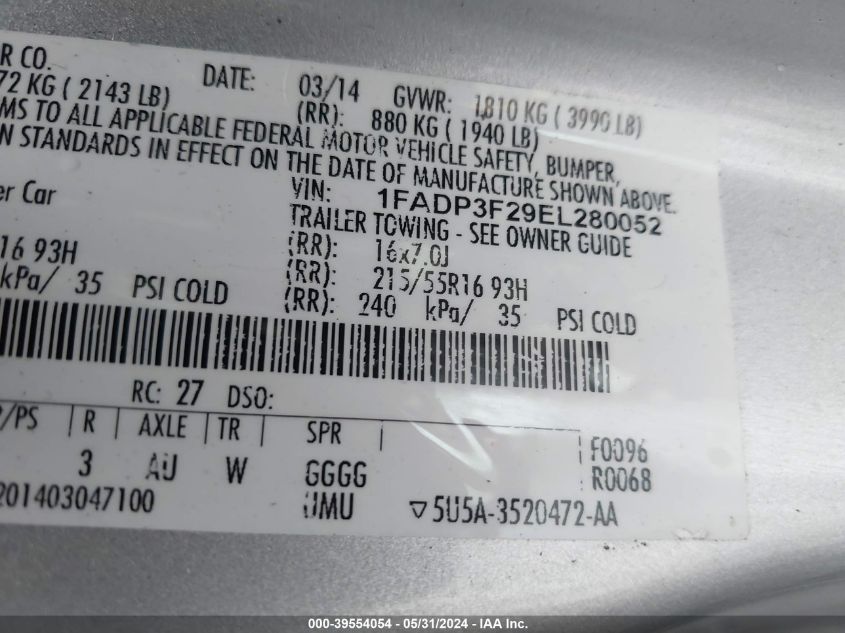 R CO.
DATE: 03/14 GVWR: 1810 KG ( 3990 LB)
72 KG ( 2143 LB) (RR): 880 KG ( 1940 LB)
MS TO ALL APPLICABLE FEDERAL MOTOR VEHICLE SAFETY, BUMPER,
N STANDARDS IN EFFECT ON THE DATE OF MANUFACTURE SHOWN ABOVE.
er Car VIN: 1FADP3F29EL280052
TRAILER TOWING - SEE OWNER GUIDE
(RR): 16x7.0J
16 93H (RR): 215/55R16 93H
kPa/ 35 PSI COLD (RR): 240 kPa/ 35 PSI COLD
RC: 27 DSO:
/PS R AXLE TR SPR F0096
3 AU W GGGG R0068
201403047100 UMU 5U5A-3520472-AA
000-39554054 - 05/31/2024 - IAA Inc.